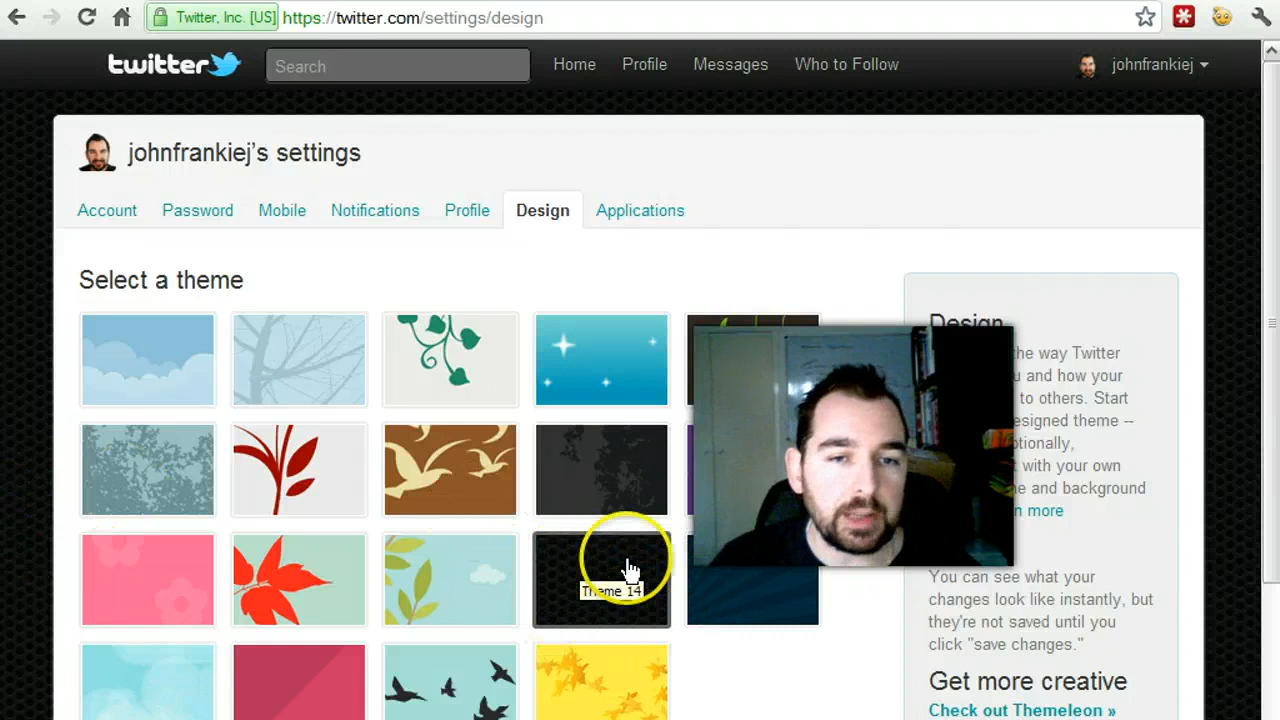 Twitter, Inc. [US] https://twitter.com/settings/design
twitter Search Home Profile Messages Who to Follow johnfrankiej
johnfrankiej's settings
Account Password Mobile Notifications Profile Design Applications
Select a theme
Theme 14
Design
the way Twitter
u and how your
to others. Start
esigned theme --
otionally,
t with your own
me and background
n more
You can see what your
changes look like instantly, but
they're not saved until you
click "save changes."
Get more creative
Check out Themeleon »